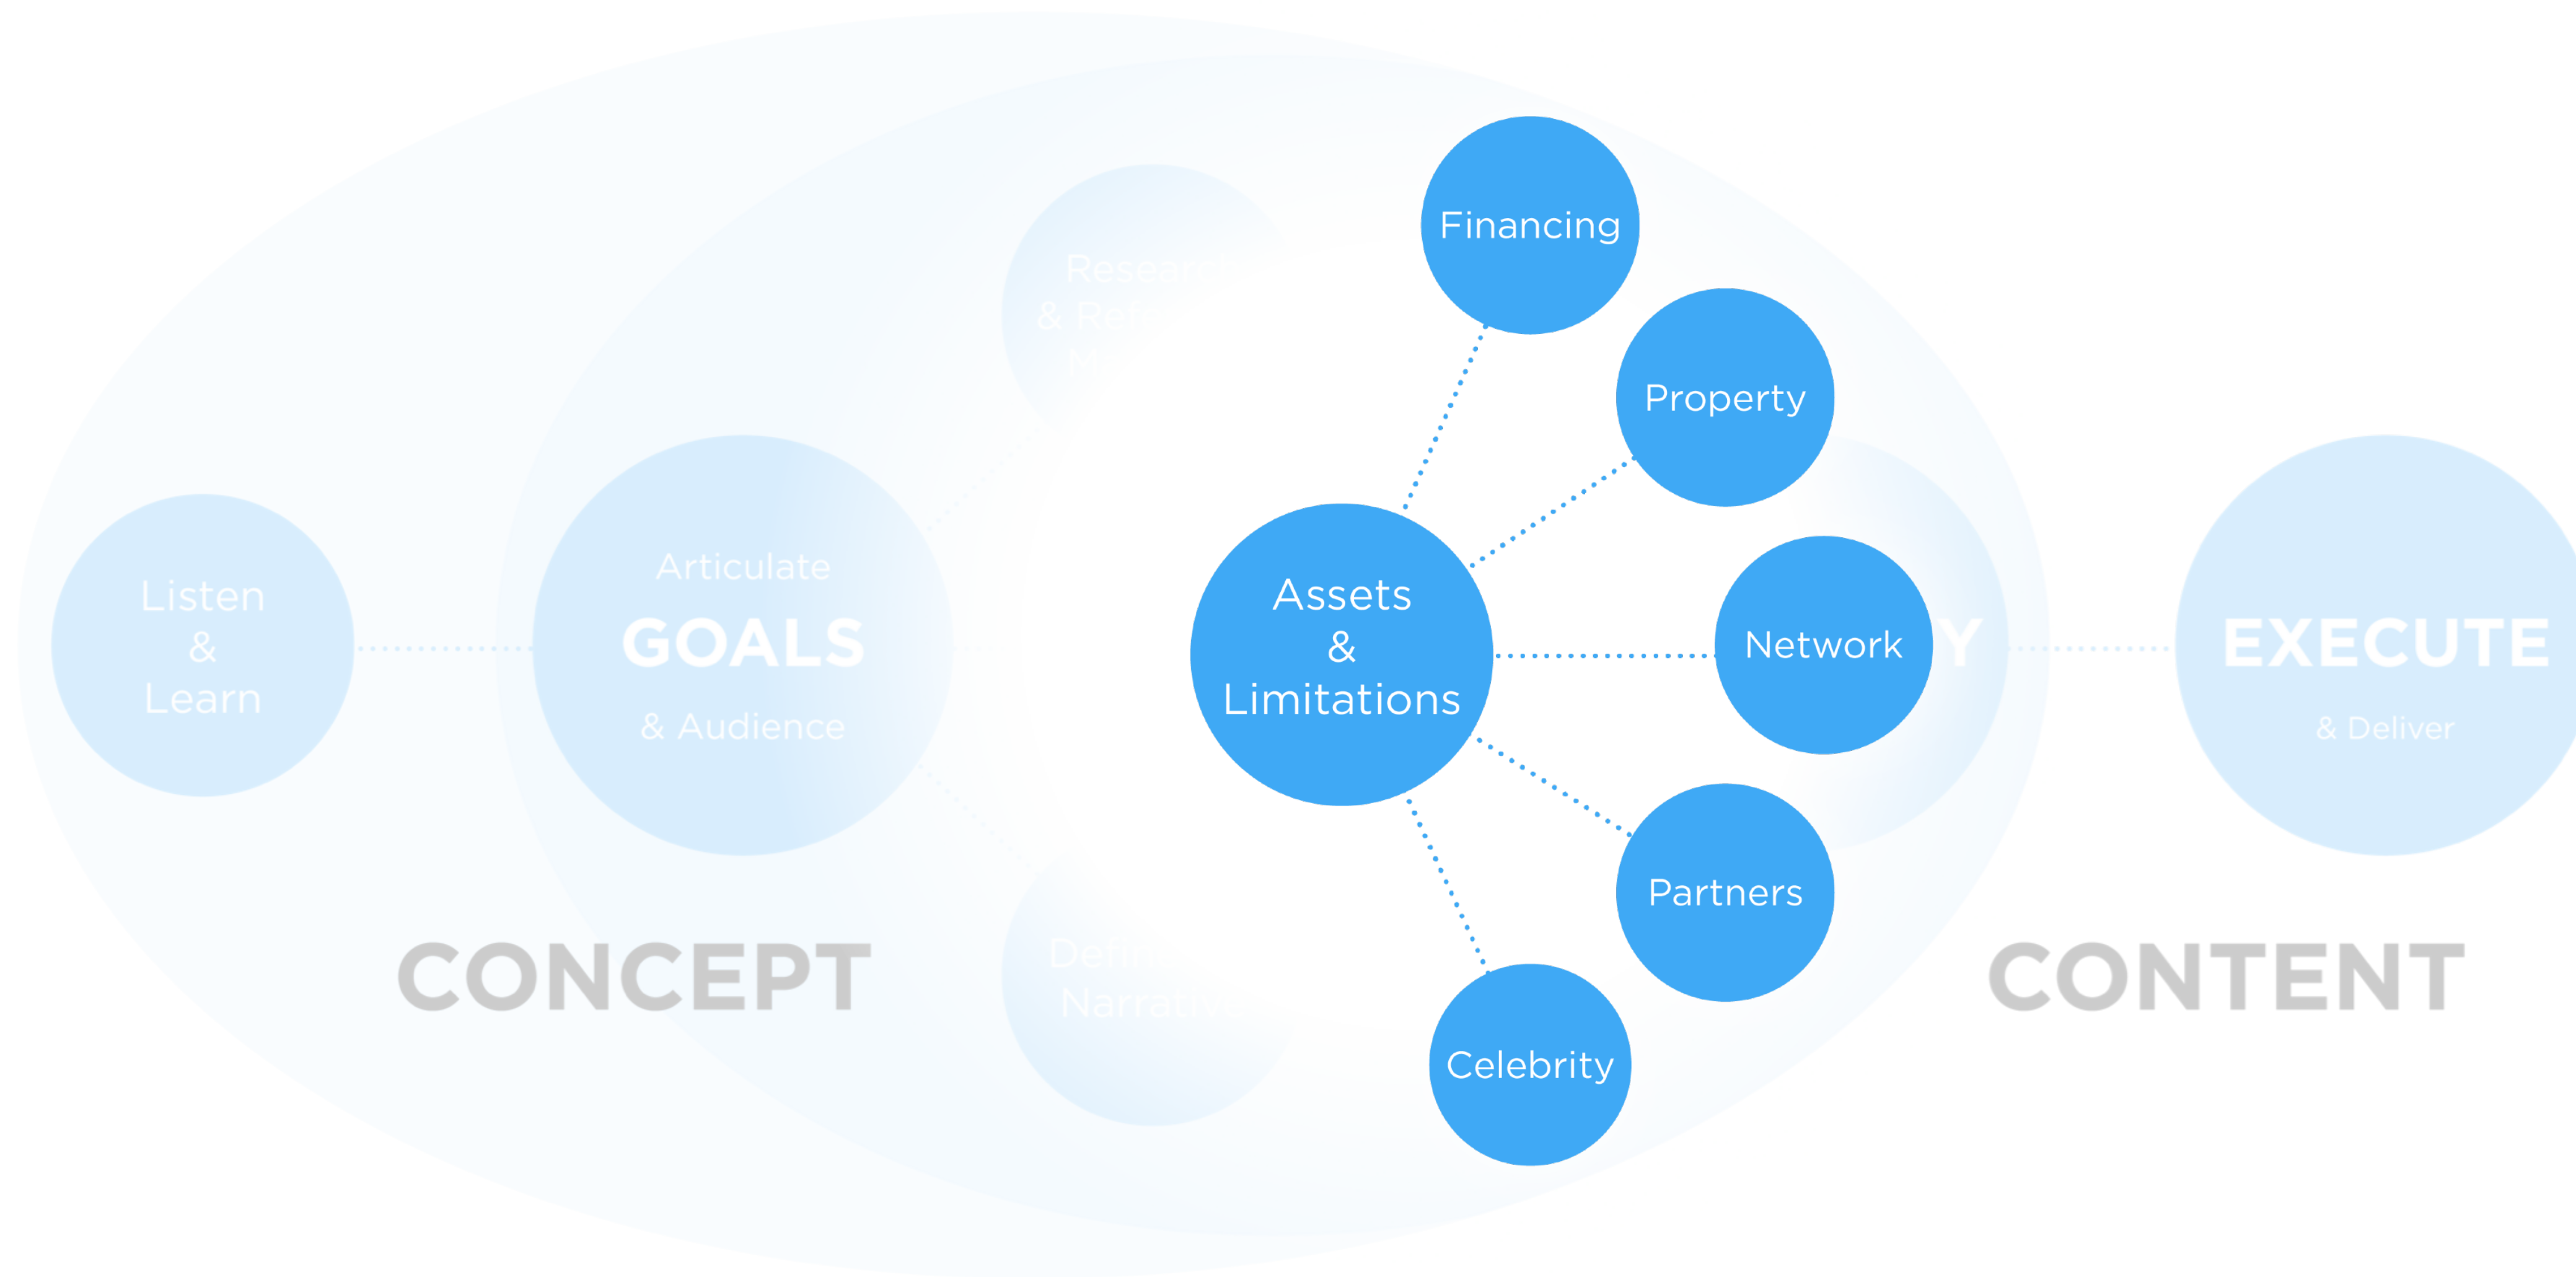 Listen
&
Learn
Articulate
GOALS
& Audience
Assets
&
Limitations
Financing
Property
Network
Partners
Celebrity
EXECUTE
& Deliver
CONCEPT
CONTENT